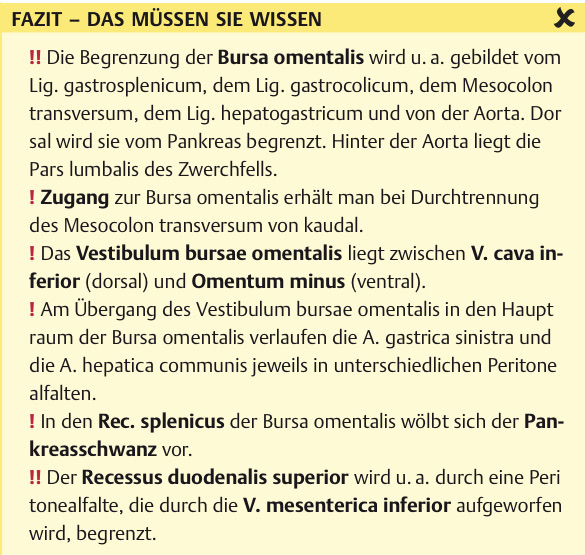 FAZIT – DAS MÜSSEN SIE WISSEN
!! Die Begrenzung der Bursa omentalis wird u. a. gebildet vom
Lig. gastrosplenicum, dem Lig. gastrocolicum, dem Mesocolon
transversum, dem Lig. hepatogastricum und von der Aorta. Dor
sal wird sie vom Pankreas begrenzt. Hinter der Aorta liegt die
Pars lumbalis des Zwerchfells.
! Zugang zur Bursa omentalis erhält man bei Durchtrennung
des Mesocolon transversum von kaudal.
! Das Vestibulum bursae omentalis liegt zwischen V. cava in-
ferior (dorsal) und Omentum minus (ventral).
! Am Übergang des Vestibulum bursae omentalis in den Haupt
raum der Bursa omentalis verlaufen die A. gastrica sinistra und
die A. hepatica communis jeweils in unterschiedlichen Peritone
alfalten.
! In den Rec. splenicus der Bursa omentalis wölbt sich der Pan-
kreasschwanz vor.
!! Der Recessus duodenalis superior wird u. a. durch eine Peri
tonealfalte, die durch die V. mesenterica inferior aufgeworfen
wird, begrenzt.